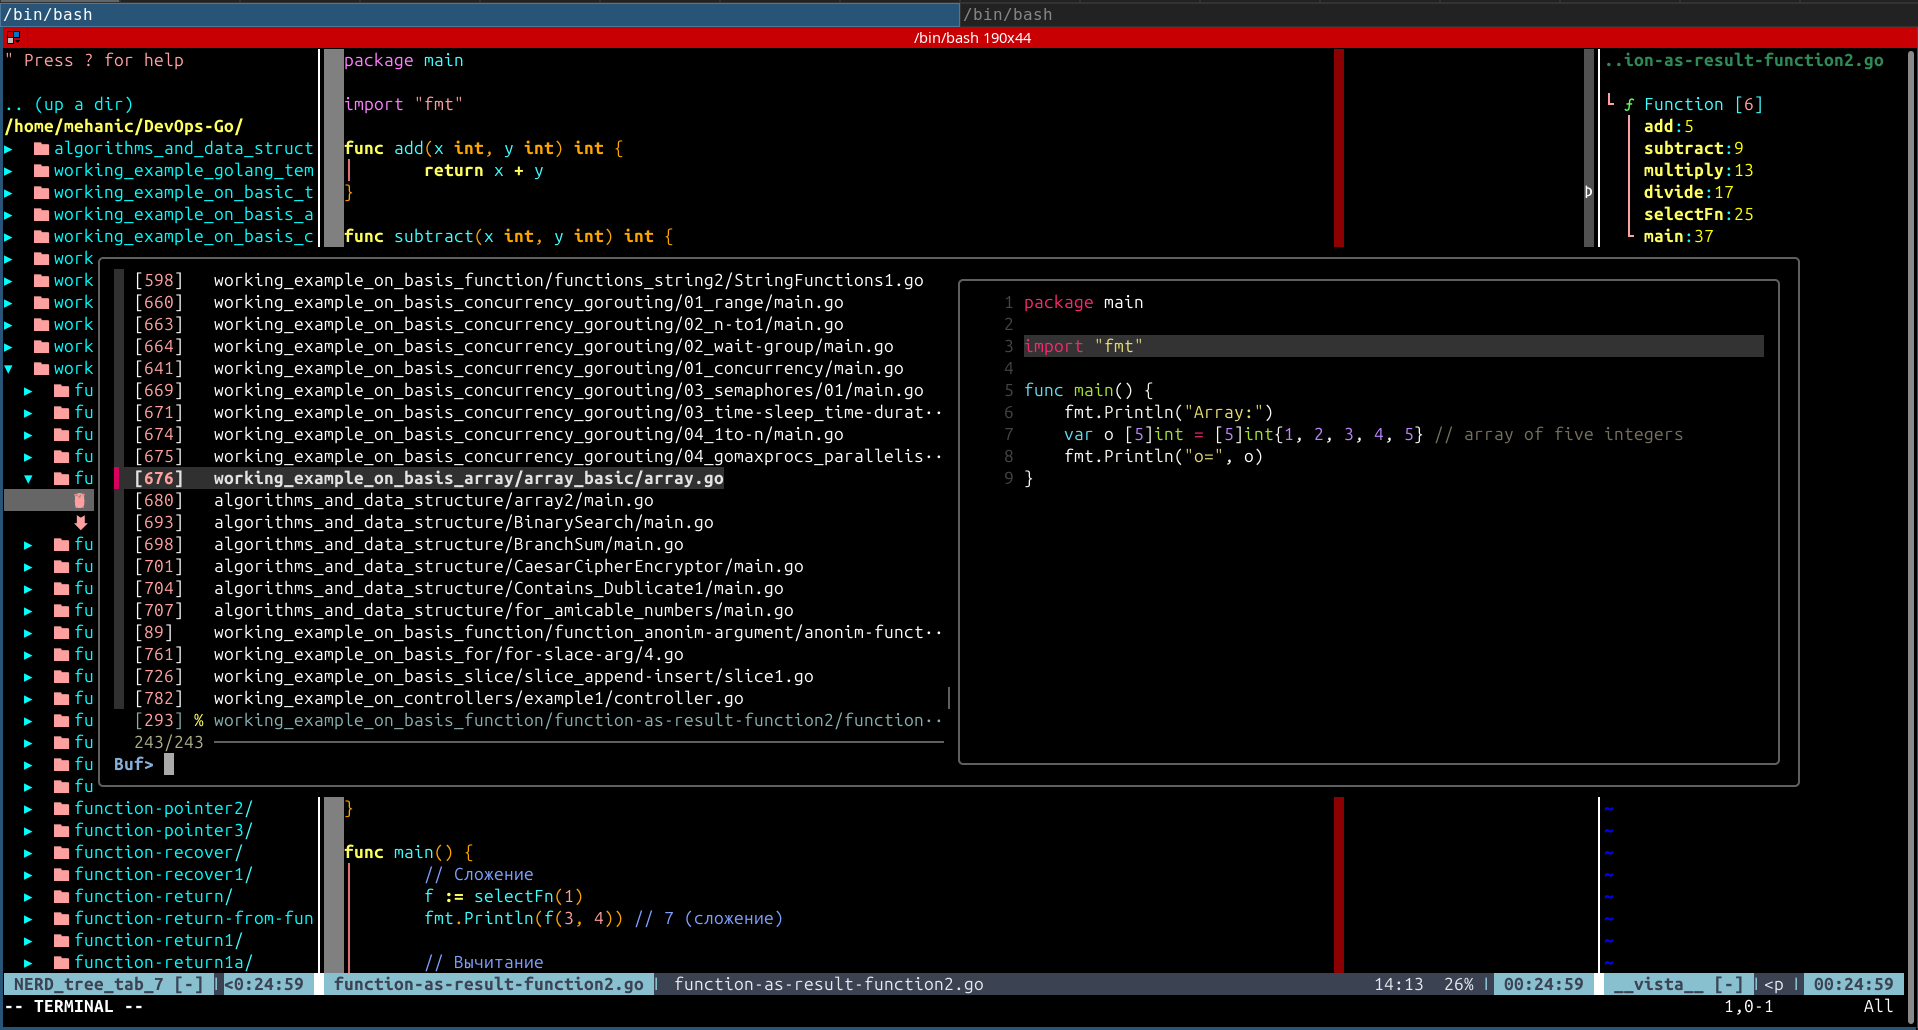 /bin/bash
/bin/bash
/bin/bash 190x44
" Press ? for help
.. (up a dir)
/home/mehanic/DevOps-Go/
▶ algorithms_and_data_struct
▶ working_example_golang_tem
▶ working_example_on_basic_t
▶ working_example_on_basis_a
▶ working_example_on_basis_c
▶ work
▶ work
▶ work
▶ work
▶ work
▼ work
▶ fu
▶ fu
▶ fu
▶ fu
▼ fu
▶ fu
▶ fu
▶ fu
▶ fu
▶ fu
▶ fu
▶ fu
▶ fu
▶ fu
▶ fu
▶ fu
▶ fu
▶ function-pointer2/
▶ function-pointer3/
▶ function-recover/
▶ function-recover1/
▶ function-return/
▶ function-return-from-fun
▶ function-return1/
▶ function-return1a/
package main
import "fmt"
func add(x int, y int) int {
return x + y
}
func subtract(x int, y int) int {
..ion-as-result-function2.go
ƒ Function [6]
add:5
subtract:9
multiply:13
divide:17
selectFn:25
main:37
[598] working_example_on_basis_function/functions_string2/StringFunctions1.go
[660] working_example_on_basis_concurrency_gorouting/01_range/main.go
[663] working_example_on_basis_concurrency_gorouting/02_n-to1/main.go
[664] working_example_on_basis_concurrency_gorouting/02_wait-group/main.go
[641] working_example_on_basis_concurrency_gorouting/01_concurrency/main.go
[669] working_example_on_basis_concurrency_gorouting/03_semaphores/01/main.go
[671] working_example_on_basis_concurrency_gorouting/03_time-sleep_time-durat··
[674] working_example_on_basis_concurrency_gorouting/04_1to-n/main.go
[675] working_example_on_basis_concurrency_gorouting/04_gomaxprocs_parallelis··
[676] working_example_on_basis_array/array_basic/array.go
[680] algorithms_and_data_structure/array2/main.go
[693] algorithms_and_data_structure/BinarySearch/main.go
[698] algorithms_and_data_structure/BranchSum/main.go
[701] algorithms_and_data_structure/CaesarCipherEncryptor/main.go
[704] algorithms_and_data_structure/Contains_Dublicate1/main.go
[707] algorithms_and_data_structure/for_amicable_numbers/main.go
[89] working_example_on_basis_function/function_anonim-argument/anonim-funct··
[761] working_example_on_basis_for/for-slace-arg/4.go
[726] working_example_on_basis_slice/slice_append-insert/slice1.go
[782] working_example_on_controllers/example1/controller.go
[293] % working_example_on_basis_function/function-as-result-function2/function··
243/243
Buf>
1 package main
2
3 import "fmt"
4
5 func main() {
6 fmt.Println("Array:")
7 var o [5]int = [5]int{1, 2, 3, 4, 5} // array of five integers
8 fmt.Println("o=", o)
9 }
}
func main() {
// Сложение
f := selectFn(1)
fmt.Println(f(3, 4)) // 7 (сложение)
// Вычитание
~
~
~
~
~
~
~
~
NERD_tree_tab_7 [-] <0:24:59 function-as-result-function2.go function-as-result-function2.go 14:13 26% 00:24:59 __vista__ [-] <p 00:24:59
-- TERMINAL -- 1,0-1 All